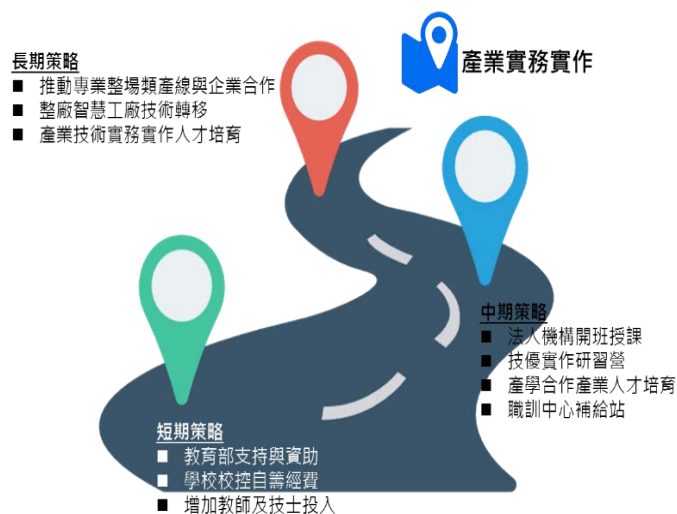 產業實務實作
長期策略
■ 推動專業整場類產線與企業合作
■ 整廠智慧工廠技術轉移
■ 產業技術實務實作人才培育
中期策略
■ 法人機構開班授課
■ 技優實作研習營
■ 產學合作產業人才培育
■ 職訓中心補給站
短期策略
■ 教育部支持與資助
■ 學校校控自籌經費
■ 增加教師及技士投入